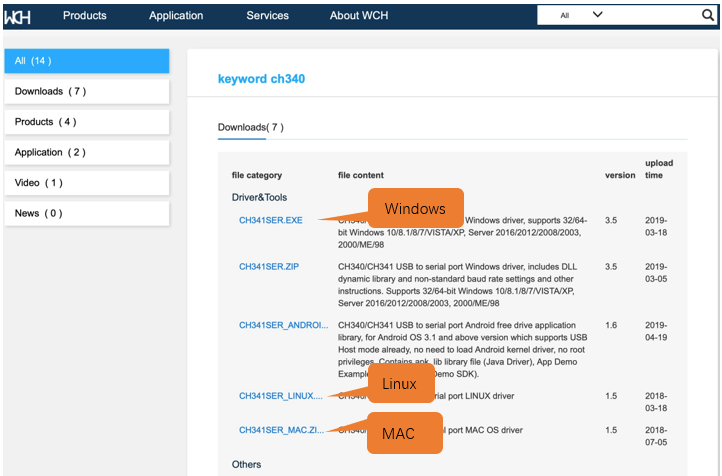 WCH Products Application Services About WCH All
All (14)
Downloads (7)
Products (4)
Application (2)
Video (1)
News (0)
keyword ch340
Downloads( 7 )
file category file content version upload time
Driver&Tools
CH341SER.EXE Windows Windows driver, supports 32/64- 3.5 2019-
bit Windows 10/8.1/8/7/VISTA/XP, Server 2016/2012/2008/2003, 03-18
2000/ME/98
CH341SER.ZIP CH340/CH341 USB to serial port Windows driver, includes DLL 3.5 2019-
dynamic library and non-standard baud rate settings and other 03-05
instructions. Supports 32/64-bit Windows 10/8.1/8/7/VISTA/XP,
Server 2016/2012/2008/2003, 2000/ME/98
CH341SER_ANDROI... CH340/CH341 USB to serial port Android free drive application 1.6 2019-
library, for Android OS 3.1 and above version which supports USB 04-19
Host mode already, no need to load Android kernel driver, no root
privileges. Contains apk, lib library file (Java Driver), App Demo
Demo SDK).
CH341SER_LINUX.... Linux port LINUX driver 1.5 2018-
03-18
CH341SER_MAC.ZI... MAC port MAC OS driver 1.5 2018-
07-05
Others